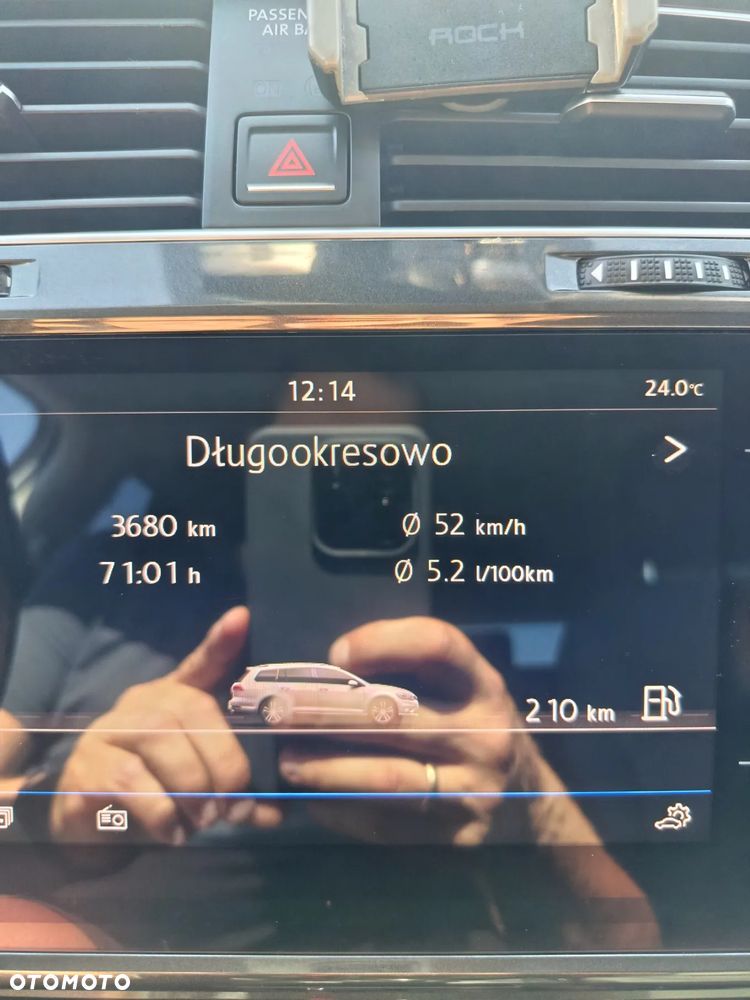 PASSEN
AIR BA
ROCK
ON
12:14
24.0°C
Długookresowo
3680 km
Ø 52 km/h
71:01 h
Ø 5.2 l/100km
210 km
OTOMOTO